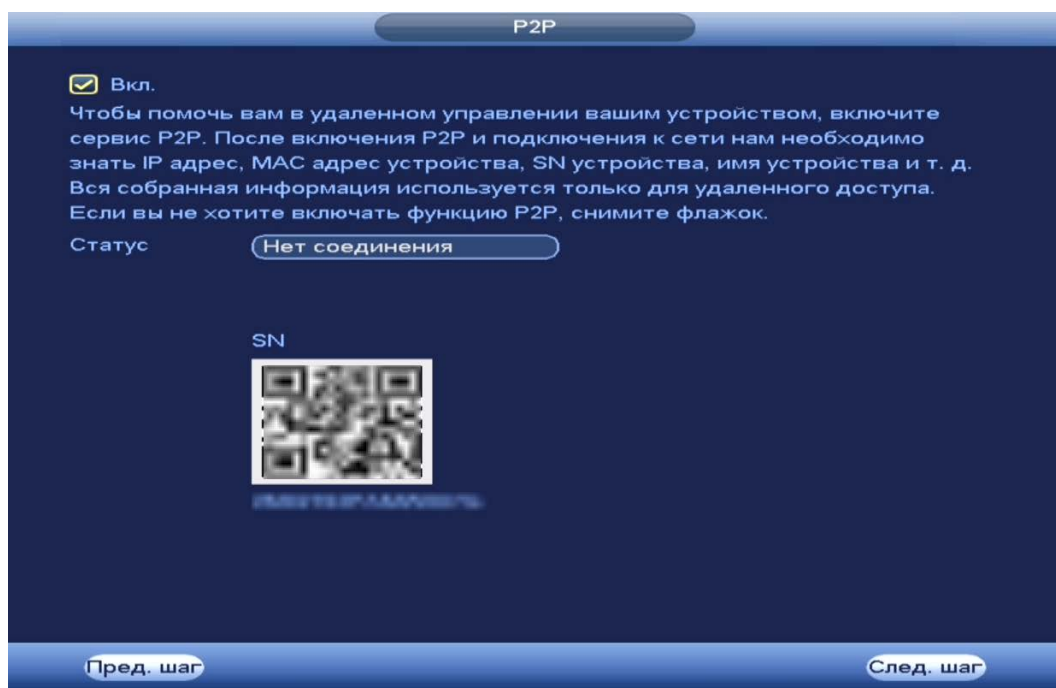 P2P
Вкл.
Чтобы помочь вам в удаленном управлении вашим устройством, включите
сервис P2P. После включения P2P и подключения к сети нам необходимо
знать IP адрес, MAC адрес устройства, SN устройства, имя устройства и т. д.
Вся собранная информация используется только для удаленного доступа.
Если вы не хотите включать функцию P2P, снимите флажок.
Статус Нет соединения
SN
Пред. шаг След. шаг